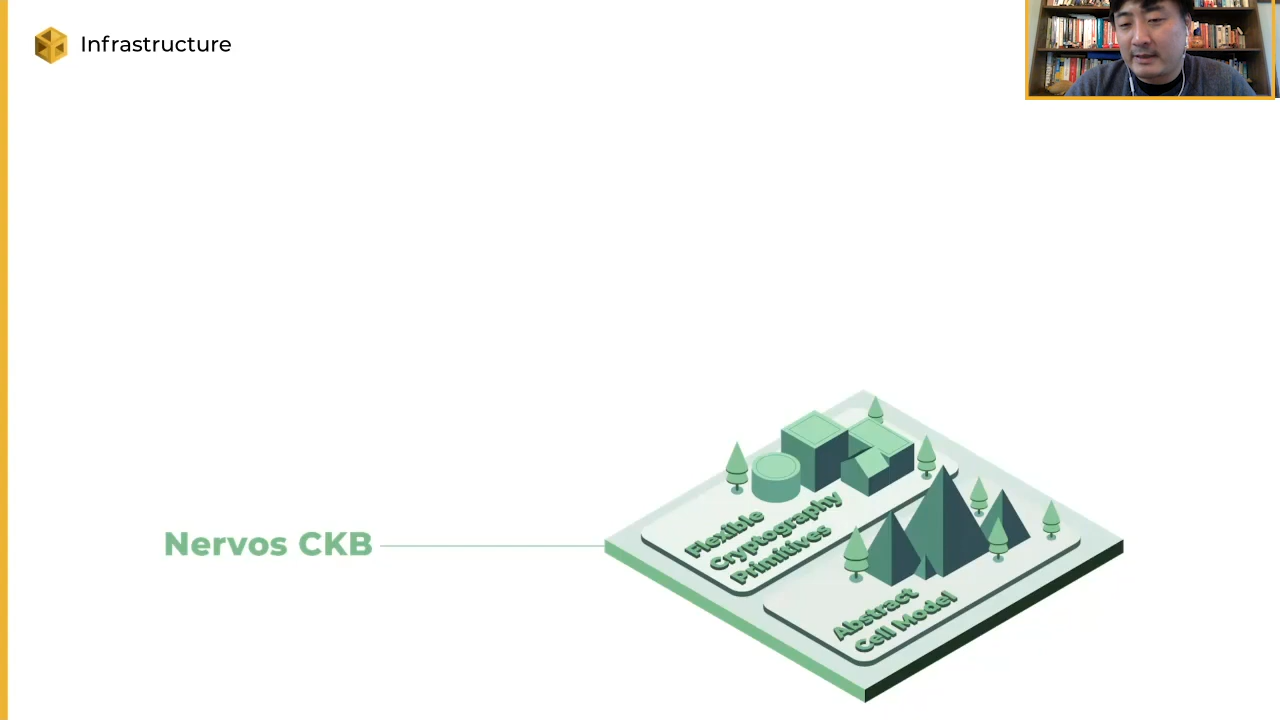 Infrastructure
Nervos CKB
Flexible
Cryptography
Primitives
Abstract
Cell Model